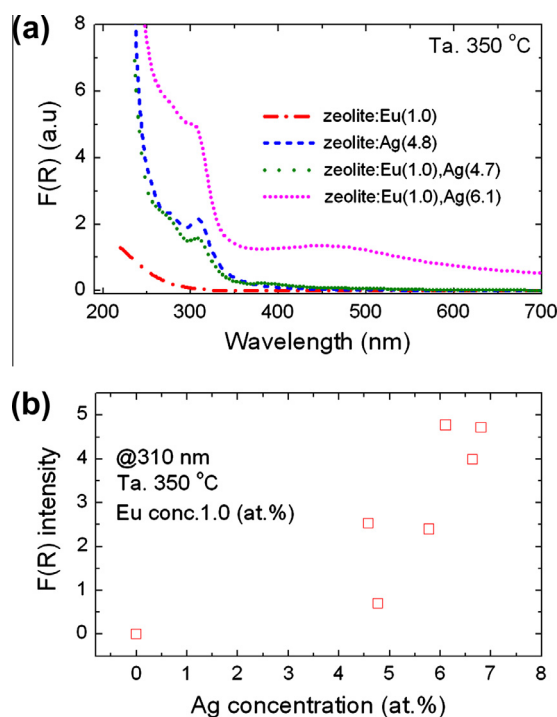 (a)
8
6
4
2
0
F(R) (a.u)
Ta. 350 °C
zeolite:Eu(1.0)
zeolite:Ag(4.8)
zeolite:Eu(1.0),Ag(4.7)
zeolite:Eu(1.0),Ag(6.1)
200 300 400 500 600 700
Wavelength (nm)
(b)
5
4
3
2
1
0
F(R) intensity
@310 nm
Ta. 350 °C
Eu conc.1.0 (at.%)
0 1 2 3 4 5 6 7 8
Ag concentration (at.%)